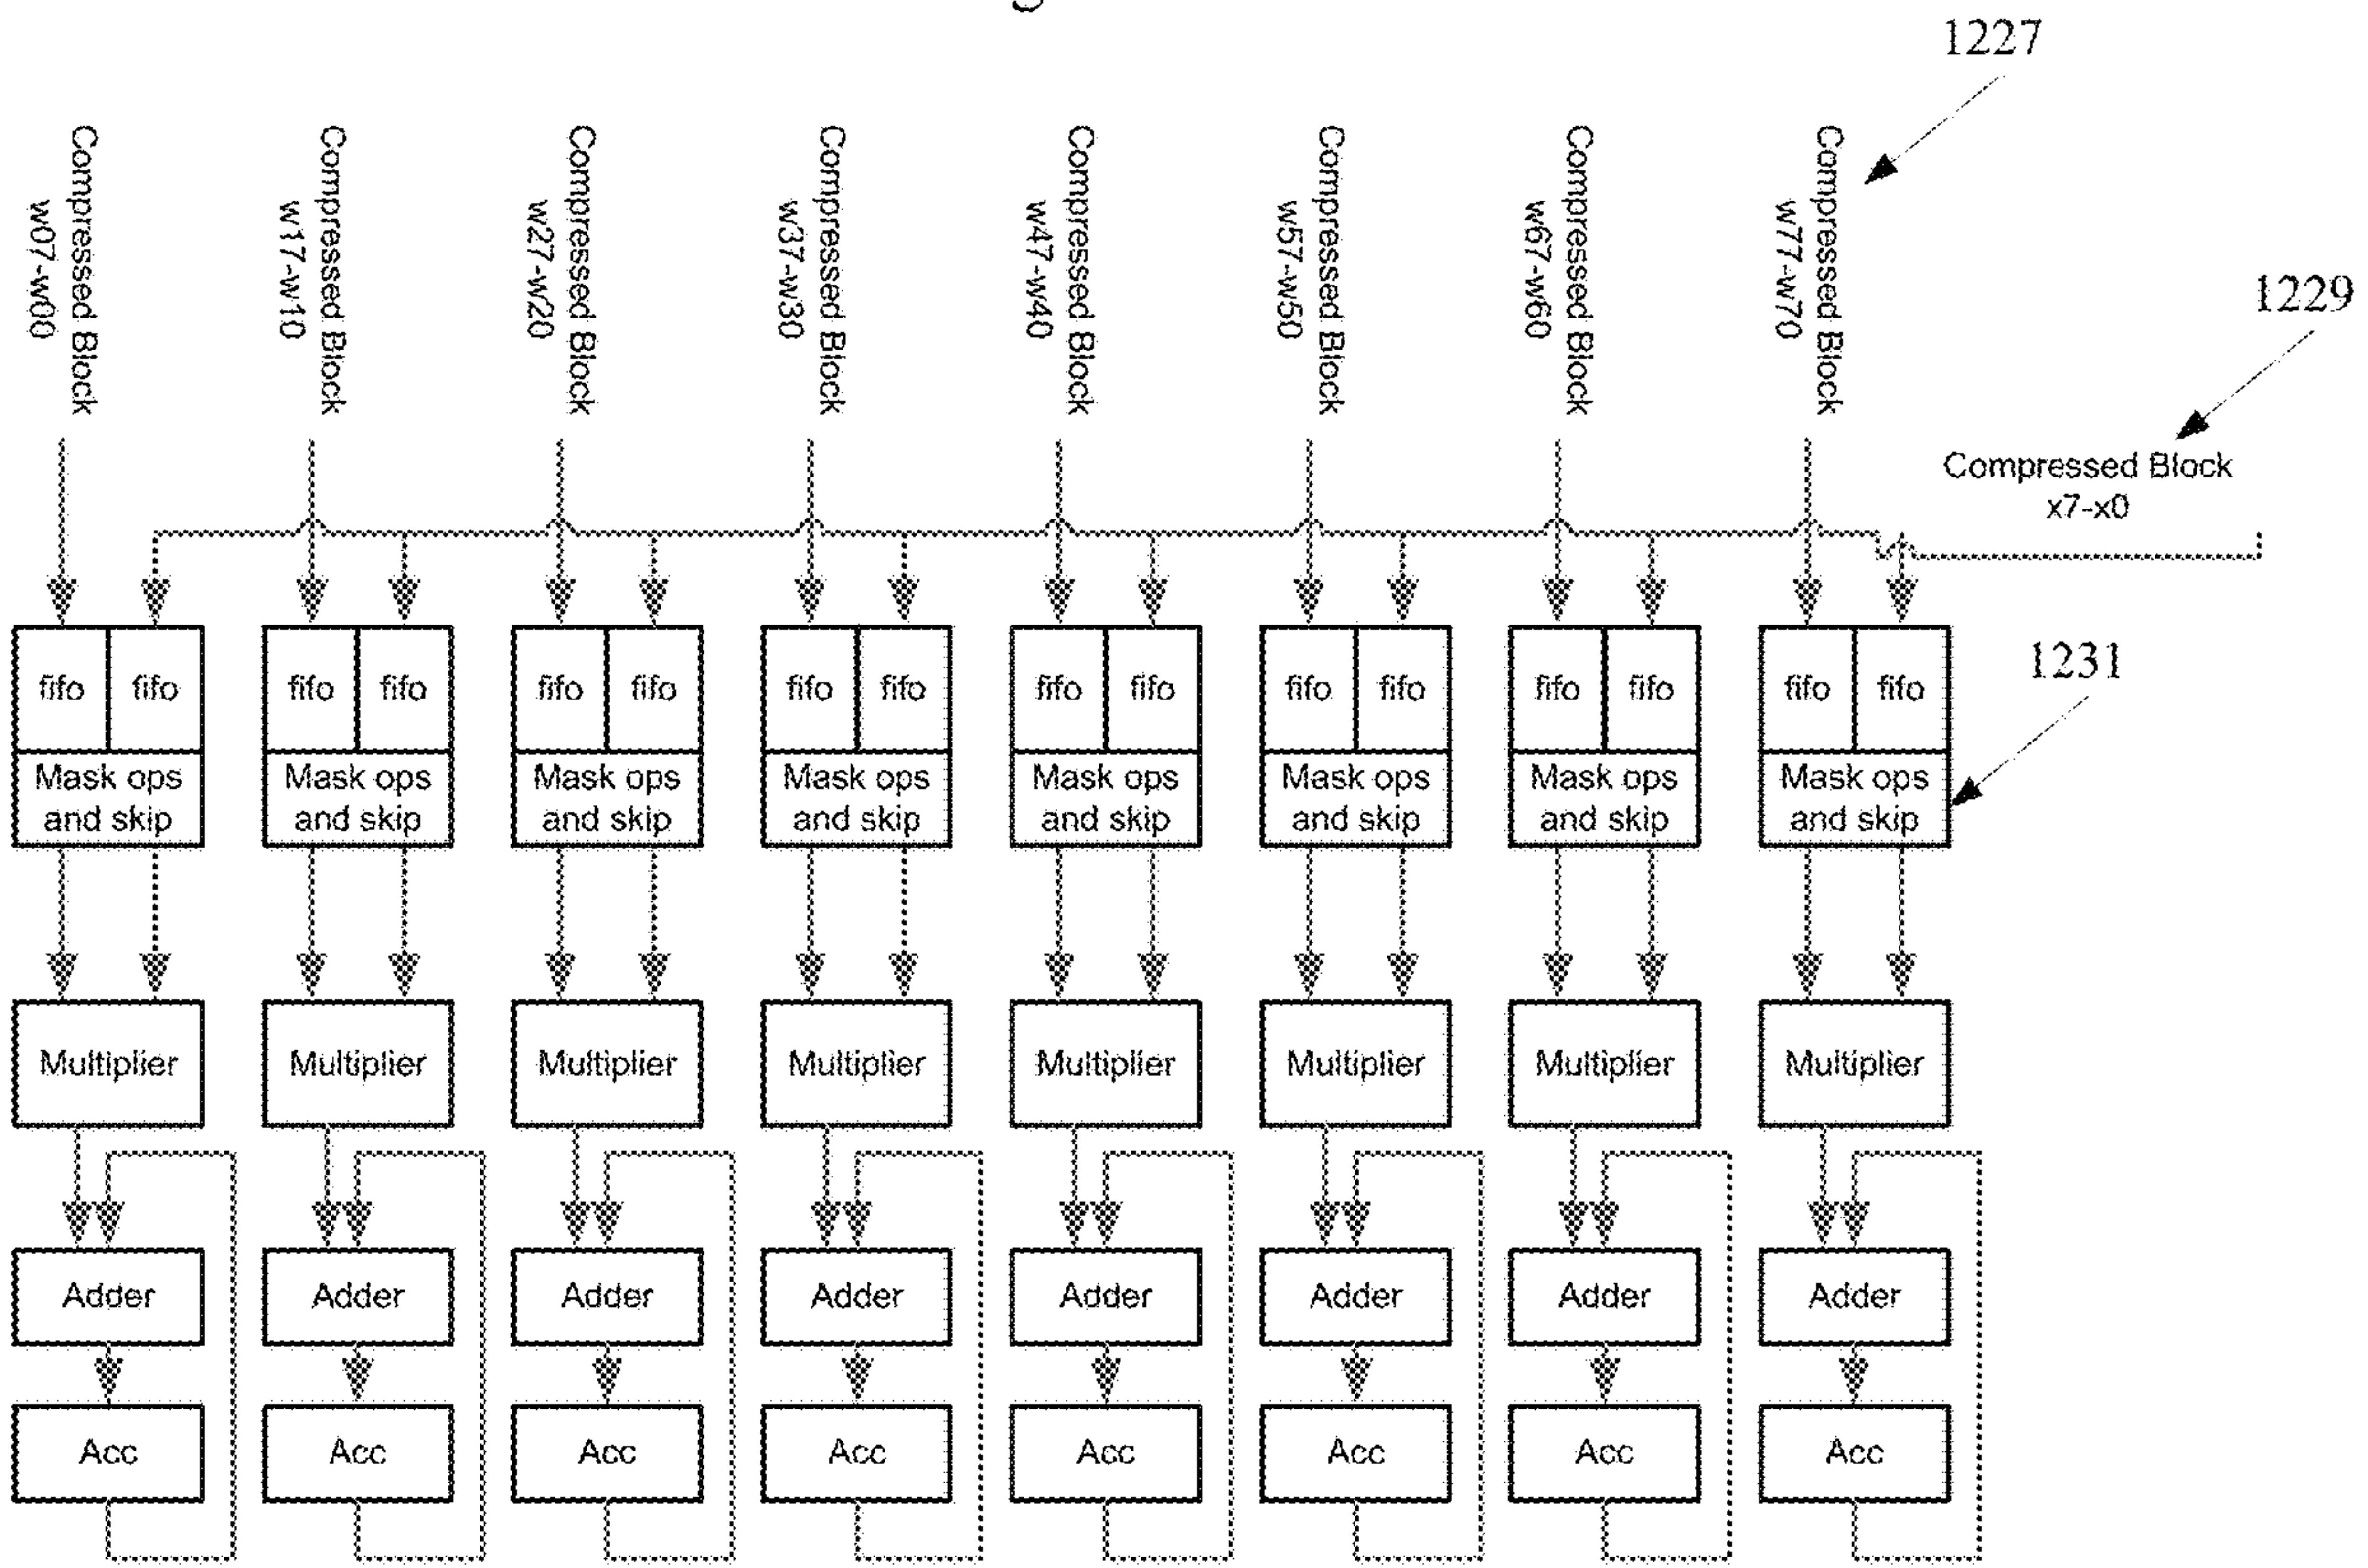 1227
Compressed Block
w07-w00
Compressed Block
w17-w10
Compressed Block
w27-w20
Compressed Block
w37-w30
Compressed Block
w47-w40
Compressed Block
w57-w50
Compressed Block
w67-w60
Compressed Block
w77-w70
1229
Compressed Block
x7-x0
fifo fifo fifo fifo fifo fifo fifo fifo fifo fifo fifo fifo fifo fifo fifo fifo
1231
Mask ops Mask ops Mask ops Mask ops Mask ops Mask ops Mask ops Mask ops
and skip and skip and skip and skip and skip and skip and skip and skip
Multiplier Multiplier Multiplier Multiplier Multiplier Multiplier Multiplier Multiplier
Adder Adder Adder Adder Adder Adder Adder Adder
Acc Acc Acc Acc Acc Acc Acc Acc